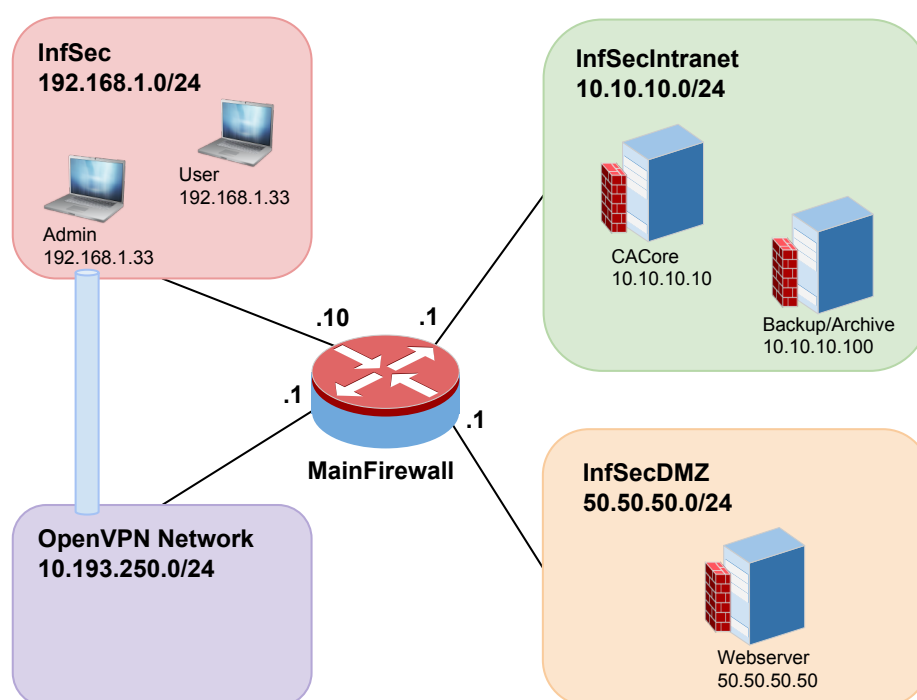 InfSec
192.168.1.0/24
User
192.168.1.33
Admin
192.168.1.33
InfSecIntranet
10.10.10.0/24
CACore
10.10.10.10
Backup/Archive
10.10.10.100
.10
.1
.1
.1
MainFirewall
OpenVPN Network
10.193.250.0/24
InfSecDMZ
50.50.50.0/24
Webserver
50.50.50.50